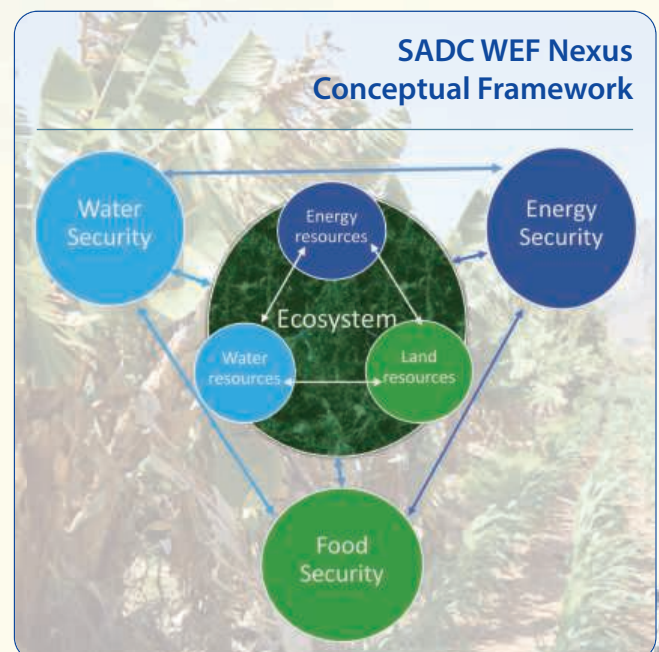 SADC WEF Nexus
Conceptual Framework
Water
Security
Energy
resources
Energy
Security
Ecosystem
Water
resources
Land
resources
Food
Security